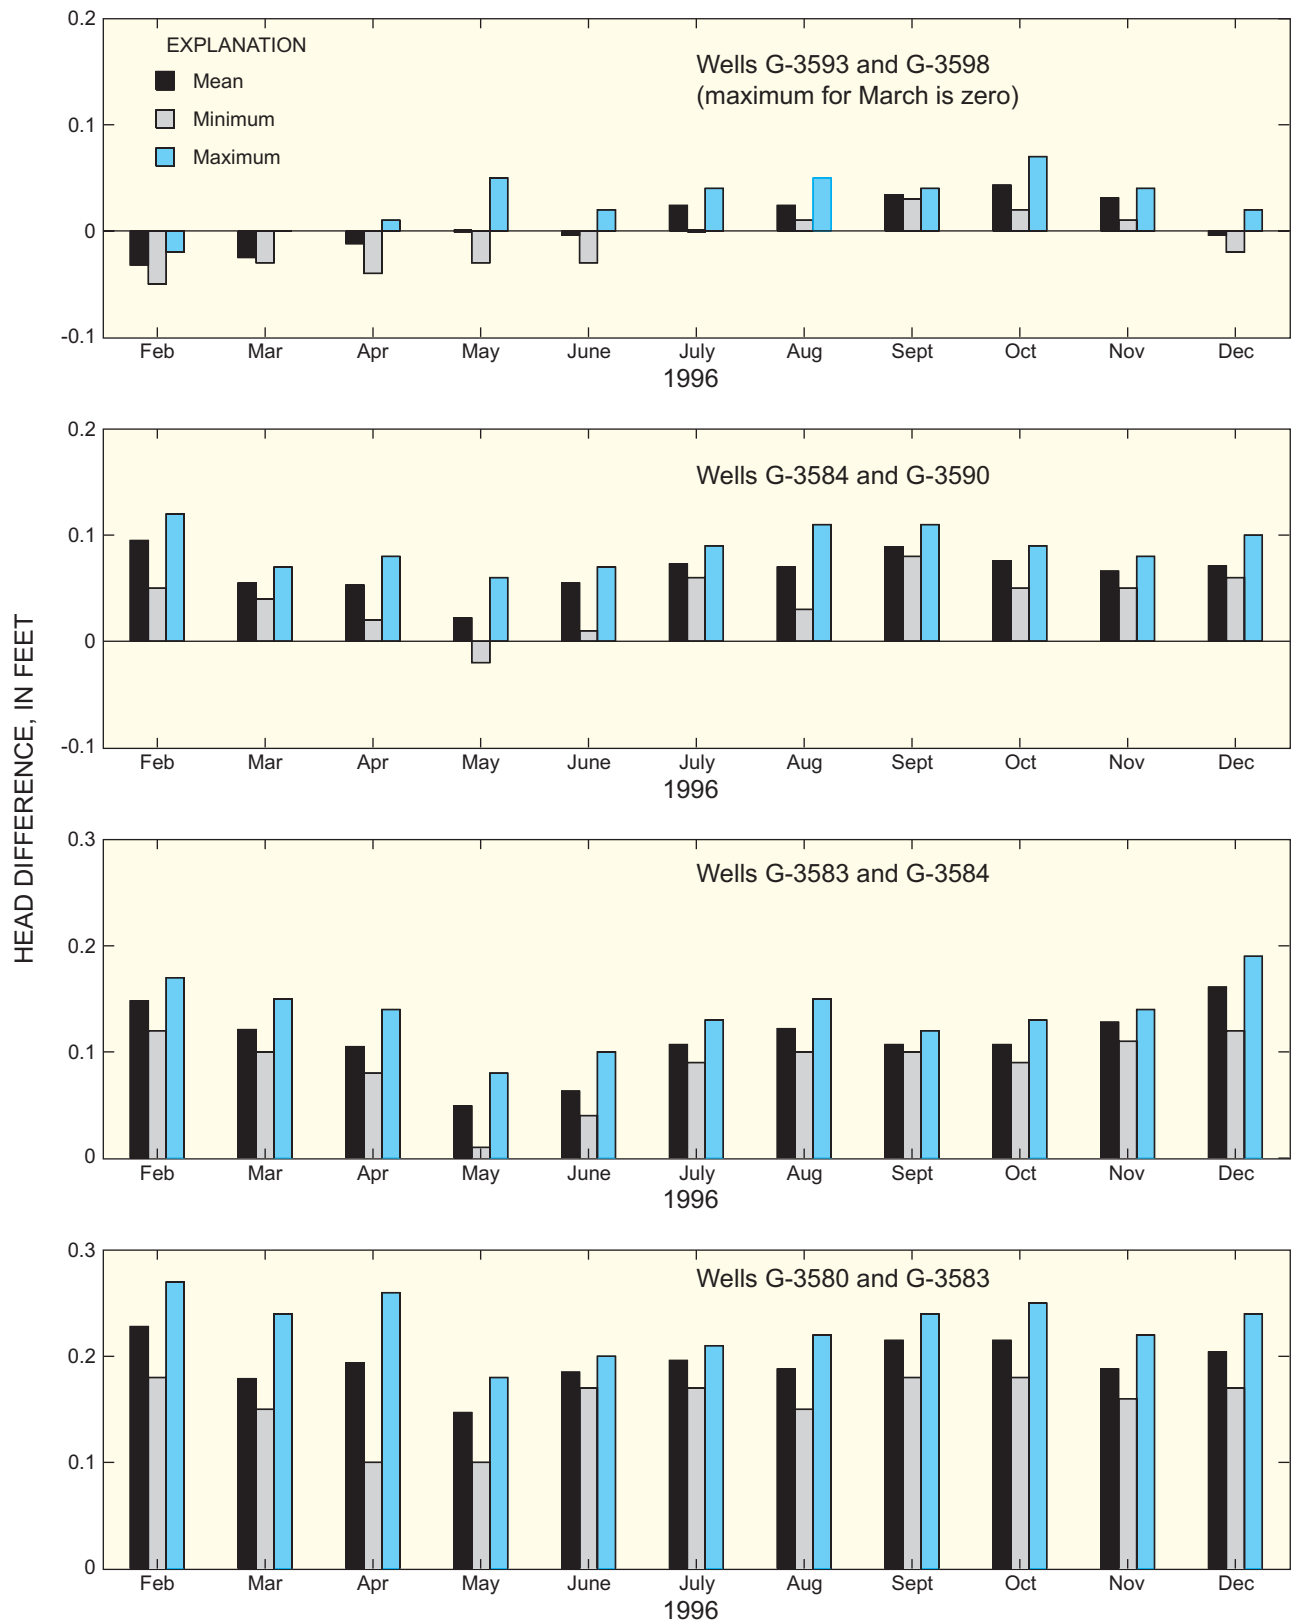 HEAD DIFFERENCE, IN FEET
0.2
0.1
0
-0.1
EXPLANATION
Mean
Minimum
Maximum
Wells G-3593 and G-3598
(maximum for March is zero)
Feb Mar Apr May June July Aug Sept Oct Nov Dec
1996
0.2
0.1
0
-0.1
Wells G-3584 and G-3590
Feb Mar Apr May June July Aug Sept Oct Nov Dec
1996
0.3
0.2
0.1
0
Wells G-3583 and G-3584
Feb Mar Apr May June July Aug Sept Oct Nov Dec
1996
0.3
0.2
0.1
0
Wells G-3580 and G-3583
Feb Mar Apr May June July Aug Sept Oct Nov Dec
1996